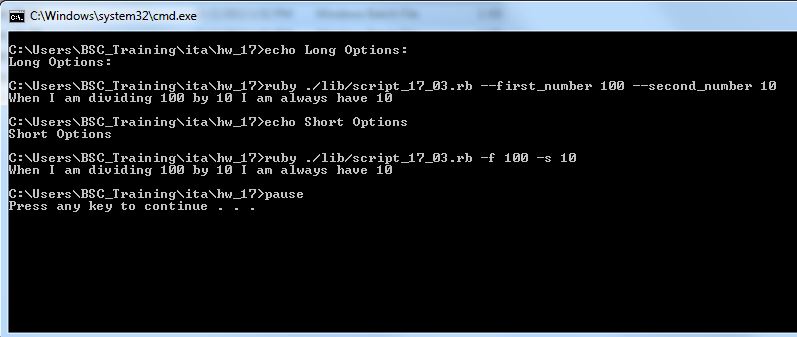 C:\Windows\system32\cmd.exe
C:\Users\BSC_Training\ita\hw_17>echo Long Options:
Long Options:
C:\Users\BSC_Training\ita\hw_17>ruby ./lib/script_17_03.rb --first_number 100 --second_number 10
When I am dividing 100 by 10 I am always have 10
C:\Users\BSC_Training\ita\hw_17>echo Short Options
Short Options
C:\Users\BSC_Training\ita\hw_17>ruby ./lib/script_17_03.rb -f 100 -s 10
When I am dividing 100 by 10 I am always have 10
C:\Users\BSC_Training\ita\hw_17>pause
Press any key to continue . . .